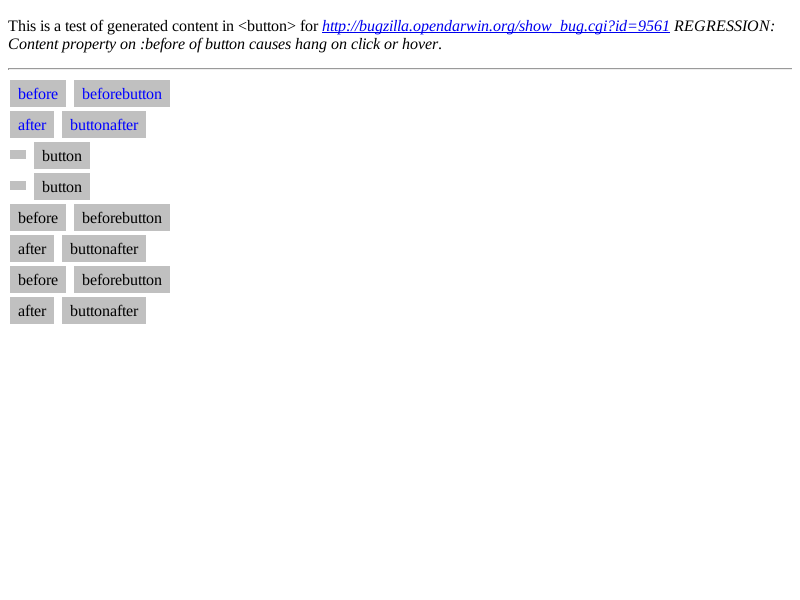 This is a test of generated content in <button> for http://bugzilla.opendarwin.org/show_bug.cgi?id=9561 REGRESSION:
Content property on :before of button causes hang on click or hover.
before beforebutton
after buttonafter
button
button
before beforebutton
after buttonafter
before beforebutton
after buttonafter